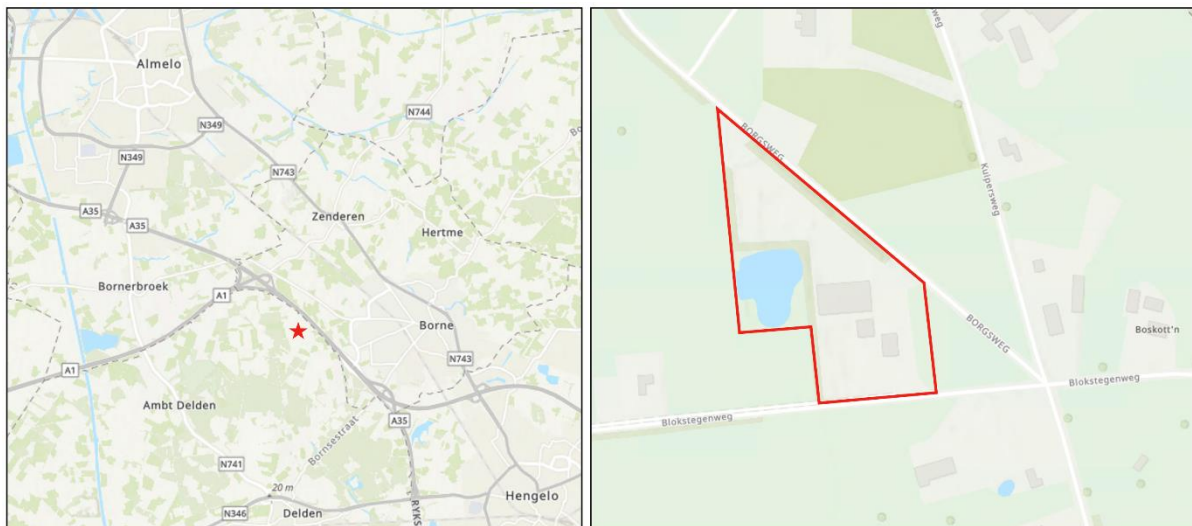 Almelo
N349
N349
N744
N743
A35
A35
Zenderen
Hertme
Bornerbroek
A1
Borne
A1
N743
Ambt Delden
A35
Bornsestraat
N741
20 m
RYKS
Hengelo
N346
Delden
BORGSWEG
Kuipersweg
BORGSWEG
Boskott'n
Blokstegenweg
Blokstegenweg